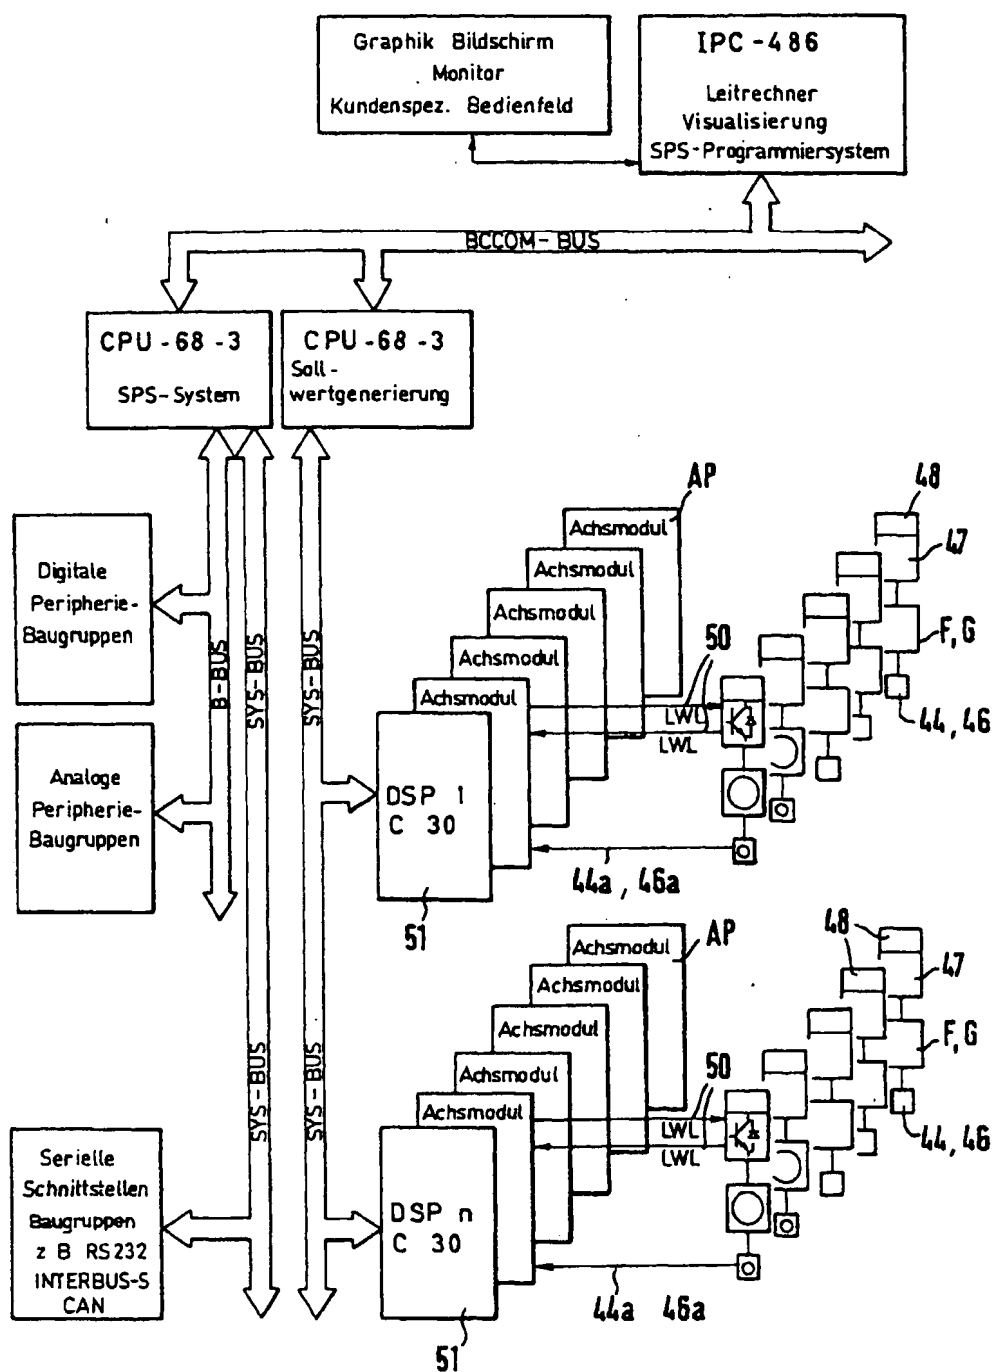 Graphik Bildschirm
Monitor
Kundenspez. Bedienfeld
IPC-486
Leitrechner
Visualisierung
SPS-Programmiersystem
BCCOM-BUS
CPU-68-3
SPS-System
CPU-68-3
Soll-
wertgenerierung
Digitale
Peripherie-
Baugruppen
Analoge
Peripherie-
Baugruppen
B-BUS
SYS-BUS
SYS-BUS
AP
Achsmodul
Achsmodul
Achsmodul
Achsmodul
Achsmodul
DSP 1
C 30
51
50
LWL
LWL
44a, 46a
48
47
F, G
44, 46
SYS-BUS
SYS-BUS
Serielle
Schnittstellen
Baugruppen
z B RS232
INTERBUS-S
CAN
AP
Achsmodul
Achsmodul
Achsmodul
Achsmodul
Achsmodul
DSP n
C 30
51
50
LWL
LWL
44a 46a
48
48
47
F, G
44, 46